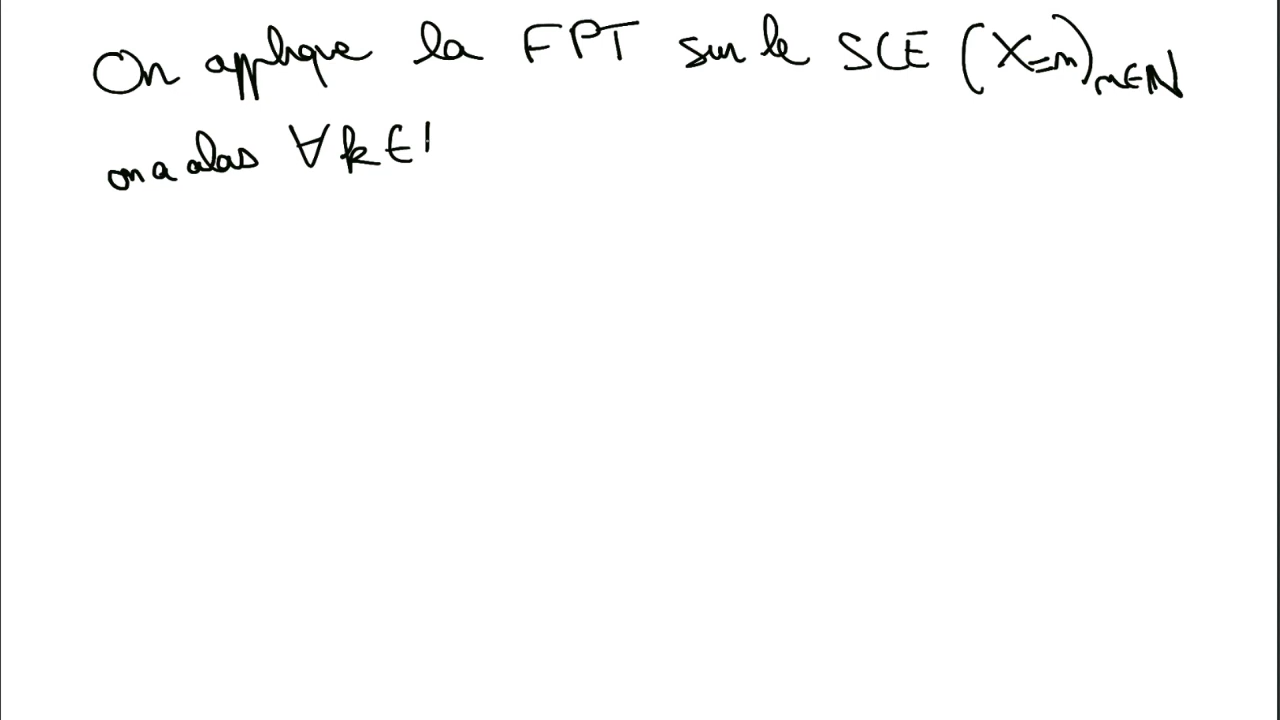 On applique la FPT sur le SCE (X=n)n∈N
on a alors ∀k∈